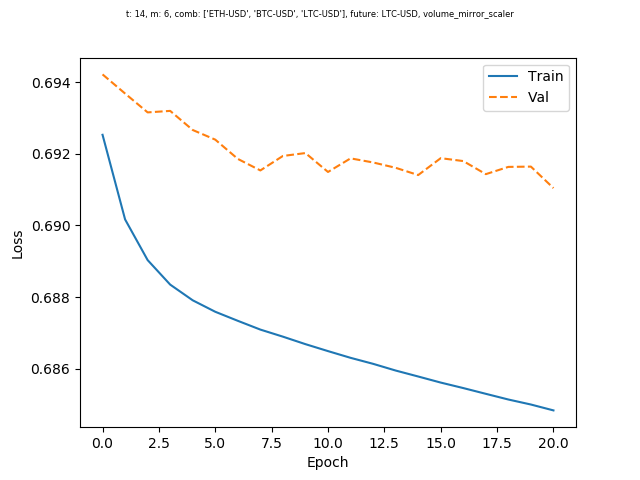 t: 14, m: 6, comb: ['ETH-USD', 'BTC-USD', 'LTC-USD'], future: LTC-USD, volume_mirror_scaler
Train
Val
0.694
0.692
0.690
0.688
0.686
Loss
0.0 2.5 5.0 7.5 10.0 12.5 15.0 17.5 20.0
Epoch